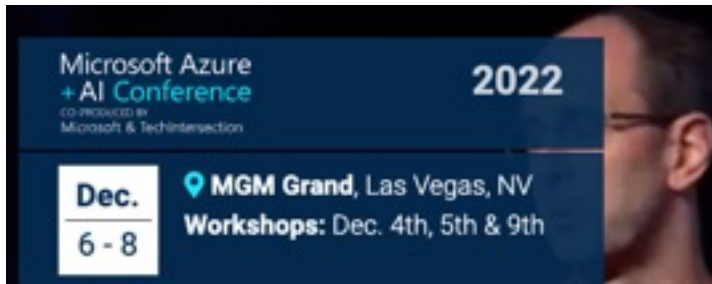 Microsoft Azure
+ AI Conference
CO-PRODUCED BY
Microsoft & TechIntersection
2022
Dec.
6 - 8
MGM Grand, Las Vegas, NV
Workshops: Dec. 4th, 5th & 9th